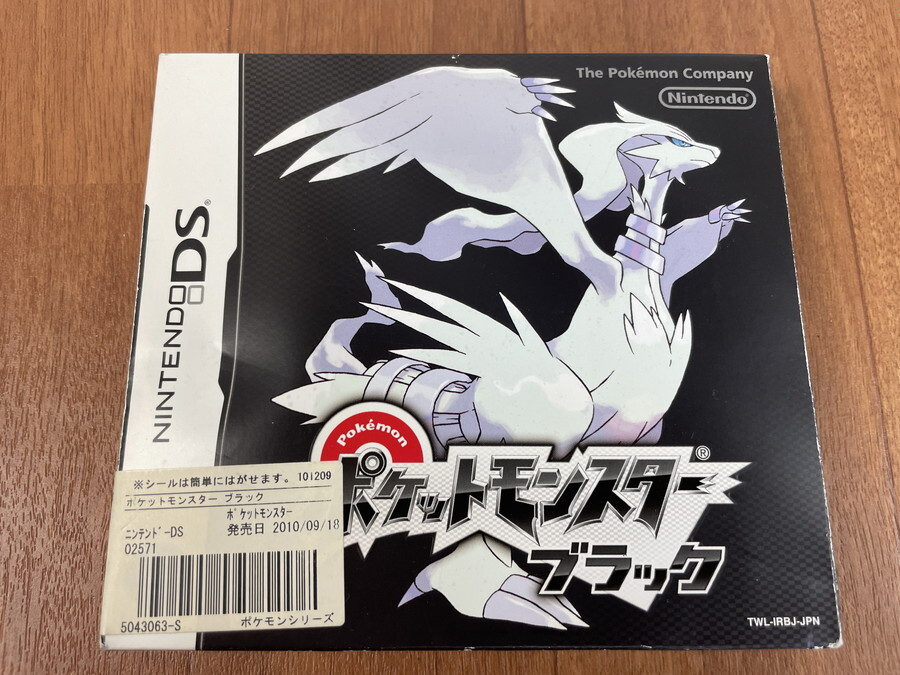 The Pokémon Company
Nintendo®
NINTENDO DS®
Pokémon
ポケットモンスター®
ブラック
※シールは簡単にはがせます。 101209
ポケットモンスター ブラック
ポケットモンスター
ニンテンドーDS
発売日 2010/09/18
02571
5043063-S
ポケモンシリーズ
TWL-IRBJ-JPN